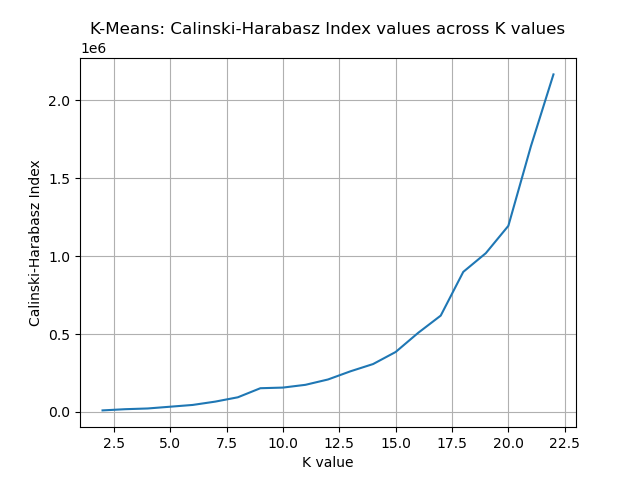 K-Means: Calinski-Harabasz Index values across K values
1e6
2.0
1.5
1.0
0.5
0.0
Calinski-Harabasz Index
2.5 5.0 7.5 10.0 12.5 15.0 17.5 20.0 22.5
K value